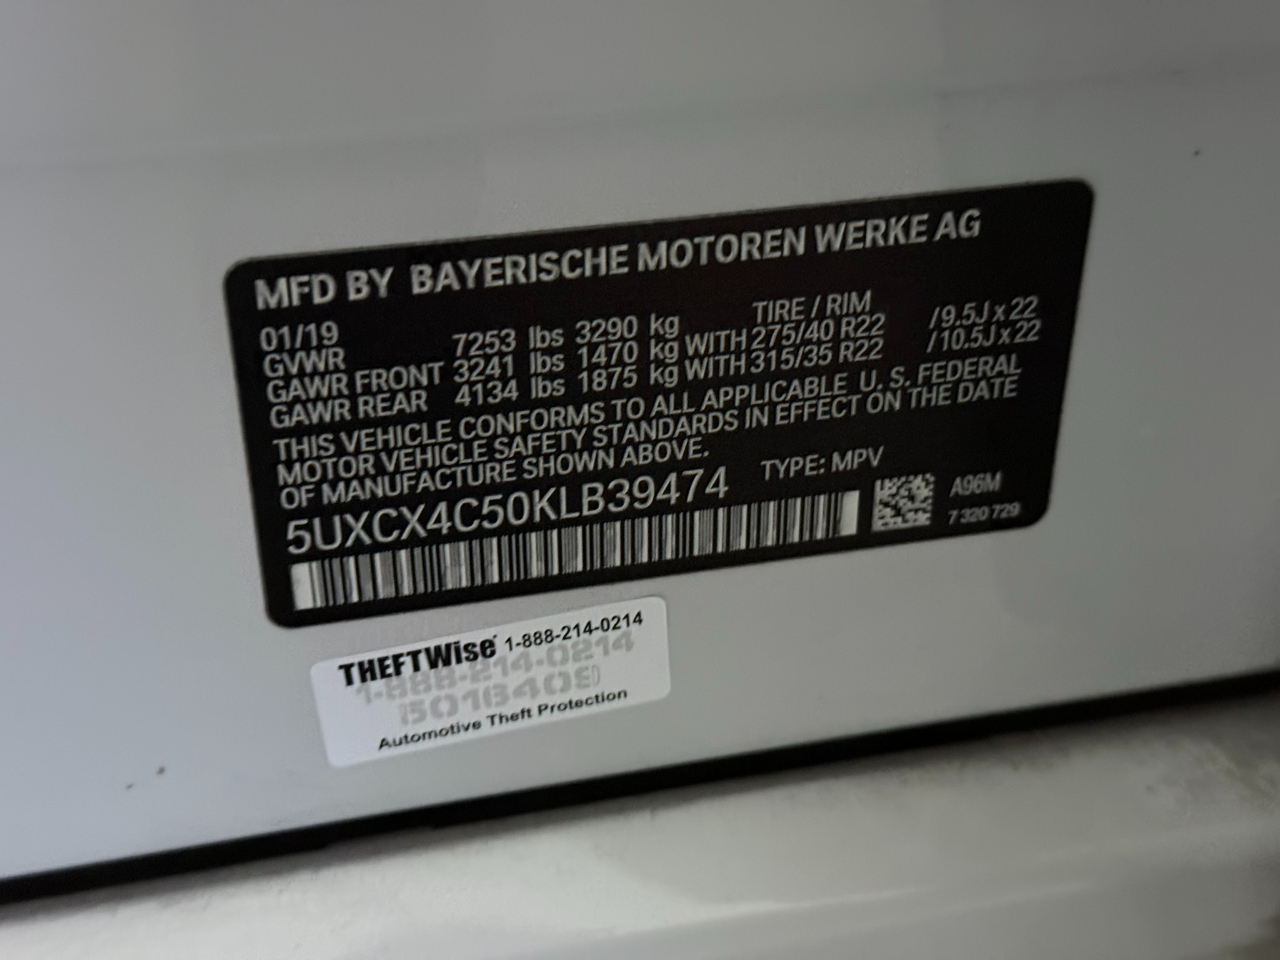 MFD BY BAYERISCHE MOTOREN WERKE AG
01/19 TIRE / RIM
GVWR 7253 lbs 3290 kg
GAWR FRONT 3241 lbs 1470 kg WITH 275/40 R22 /9.5Jx22
GAWR REAR 4134 lbs 1875 kg WITH 315/35 R22 /10.5Jx22
THIS VEHICLE CONFORMS TO ALL APPLICABLE U.S. FEDERAL
MOTOR VEHICLE SAFETY STANDARDS IN EFFECT ON THE DATE
OF MANUFACTURE SHOWN ABOVE.
5UXCX4C50KLB39474 TYPE: MPV
A96M
7 320 729
THEFTWise 1-888-214-0214
1-888-214-0214
Automotive Theft Protection